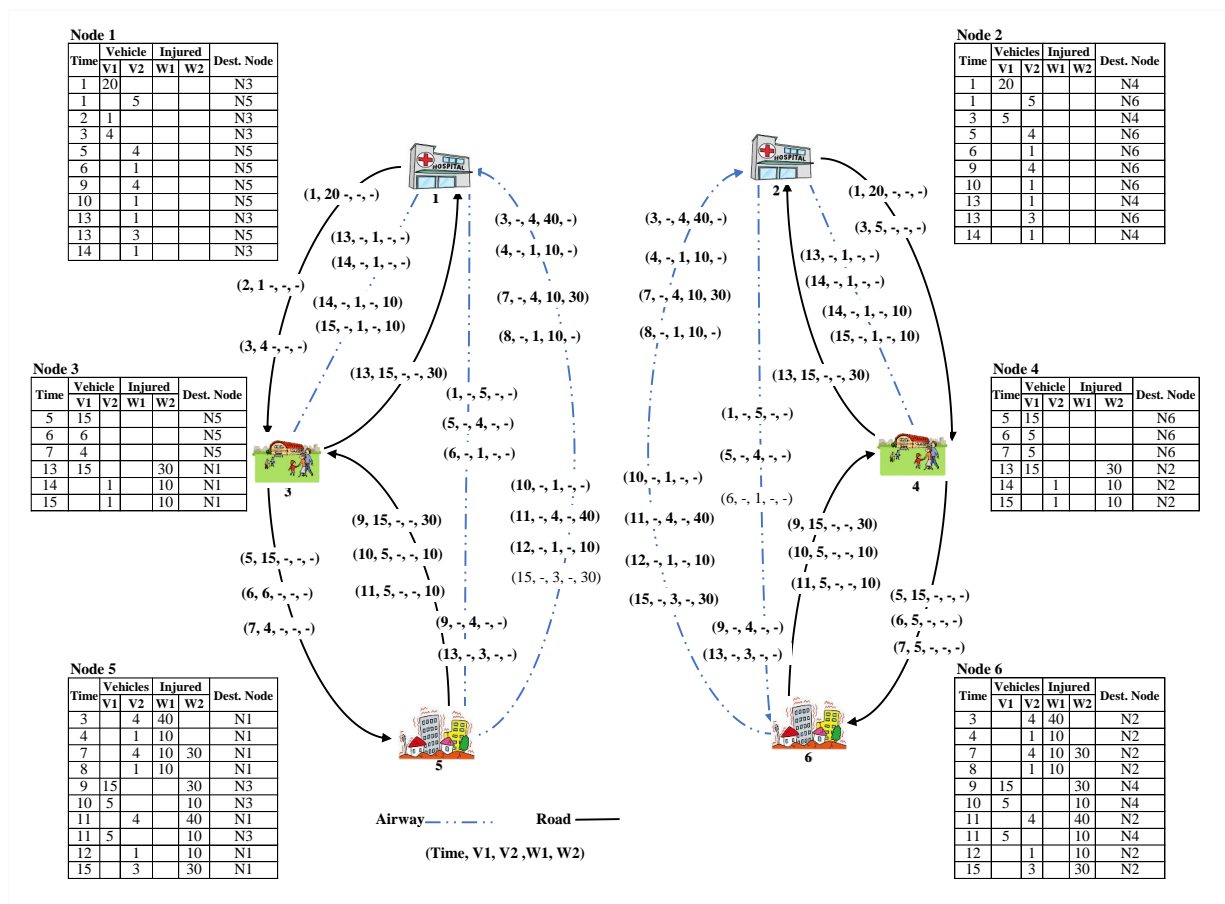 Node 1
Time Vehicle Injured Dest. Node
V1 V2 W1 W2
1 20 N3
1 5 N5
2 1 N3
3 4 N3
5 4 N5
6 1 N5
9 4 N5
10 1 N5
13 1 N3
13 3 N5
14 1 N3
Node 2
Time Vehicles Injured Dest. Node
V1 V2 W1 W2
1 20 N4
1 5 N6
3 5 N4
5 4 N6
6 1 N6
9 4 N6
10 1 N6
13 1 N4
13 3 N6
14 1 N4
HOSPITAL
1
HOSPITAL
2
(1, 20 -, -, -)
(13, -, 1, -, -)
(14, -, 1, -, -)
(2, 1 -, -, -)
(14, -, 1, -, 10)
(15, -, 1, -, 10)
(3, 4 -, -, -)
(13, 15, -, -, 30)
(3, -, 4, 40, -)
(4, -, 1, 10, -)
(7, -, 4, 10, 30)
(8, -, 1, 10, -)
(1, -, 5, -, -)
(5, -, 4, -, -)
(6, -, 1, -, -)
(3, -, 4, 40, -)
(4, -, 1, 10, -)
(7, -, 4, 10, 30)
(8, -, 1, 10, -)
(1, 20, -, -, -)
(3, 5, -, -, -)
(13, -, 1, -, -)
(14, -, 1, -, -)
(14, -, 1, -, 10)
(15, -, 1, -, 10)
(13, 15, -, -, 30)
(1, -, 5, -, -)
(5, -, 4, -, -)
(6, -, 1, -, -)
Node 3
Time Vehicle Injured Dest. Node
V1 V2 W1 W2
5 15 N5
6 6 N5
7 4 N5
13 15 30 N1
14 1 10 N1
15 1 10 N1
3
Node 4
Time Vehicle Injured Dest. Node
V1 V2 W1 W2
5 15 N6
6 5 N6
7 5 N6
13 15 30 N2
14 1 10 N2
15 1 10 N2
4
(5, 15, -, -, -)
(6, 6, -, -, -)
(7, 4, -, -, -)
(9, 15, -, -, 30)
(10, 5, -, -, 10)
(11, 5, -, -, 10)
(10, -, 1, -, -)
(11, -, 4, -, 40)
(12, -, 1, -, 10)
(15, -, 3, -, 30)
(9, -, 4, -, -)
(13, -, 3, -, -)
(10, -, 1, -, -)
(11, -, 4, -, 40)
(12, -, 1, -, 10)
(15, -, 3, -, 30)
(9, 15, -, -, 30)
(10, 5, -, -, 10)
(11, 5, -, -, 10)
(9, -, 4, -, -)
(13, -, 3, -, -)
(5, 15, -, -, -)
(6, 5, -, -, -)
(7, 5, -, -, -)
Node 5
Time Vehicles Injured Dest. Node
V1 V2 W1 W2
3 4 40 N1
4 1 10 N1
7 4 10 30 N1
8 1 10 N1
9 15 30 N3
10 5 10 N3
11 4 40 N1
11 5 10 N3
12 1 10 N1
15 3 30 N1
5
Node 6
Time Vehicles Injured Dest. Node
V1 V2 W1 W2
3 4 40 N2
4 1 10 N2
7 4 10 30 N2
8 1 10 N2
9 15 30 N4
10 5 10 N4
11 4 40 N2
11 5 10 N4
12 1 10 N2
15 3 30 N2
6
Airway Road
(Time, V1, V2 ,W1, W2)